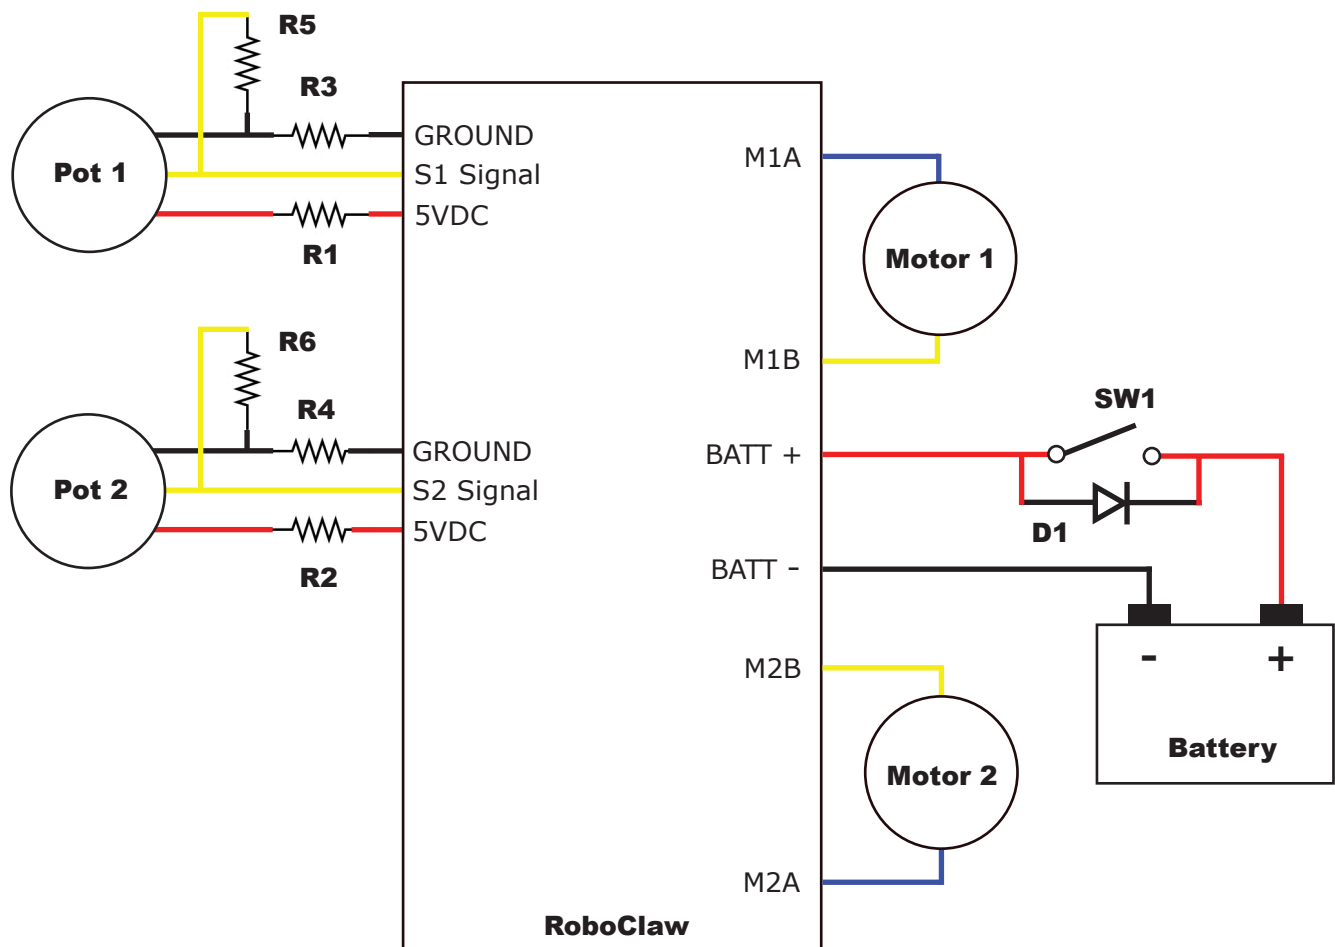 R5
R3
Pot 1
GROUND
S1 Signal
5VDC
R1
R6
R4
Pot 2
GROUND
S2 Signal
5VDC
R2
M1A
Motor 1
M1B
SW1
BATT +
D1
BATT -
- +
Battery
M2B
Motor 2
M2A
RoboClaw